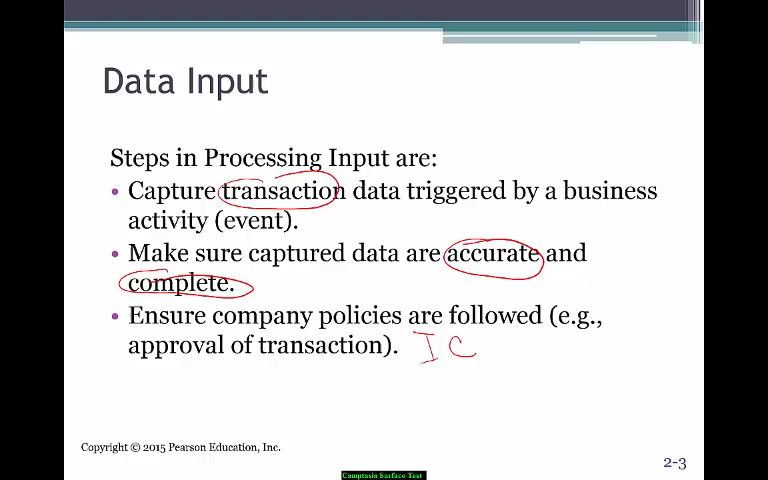 Data Input
Steps in Processing Input are:
• Capture transaction data triggered by a business
activity (event).
• Make sure captured data are accurate and
complete.
• Ensure company policies are followed (e.g.,
approval of transaction). I C
Copyright © 2015 Pearson Education, Inc.
2-3
Camptasia Surface Test